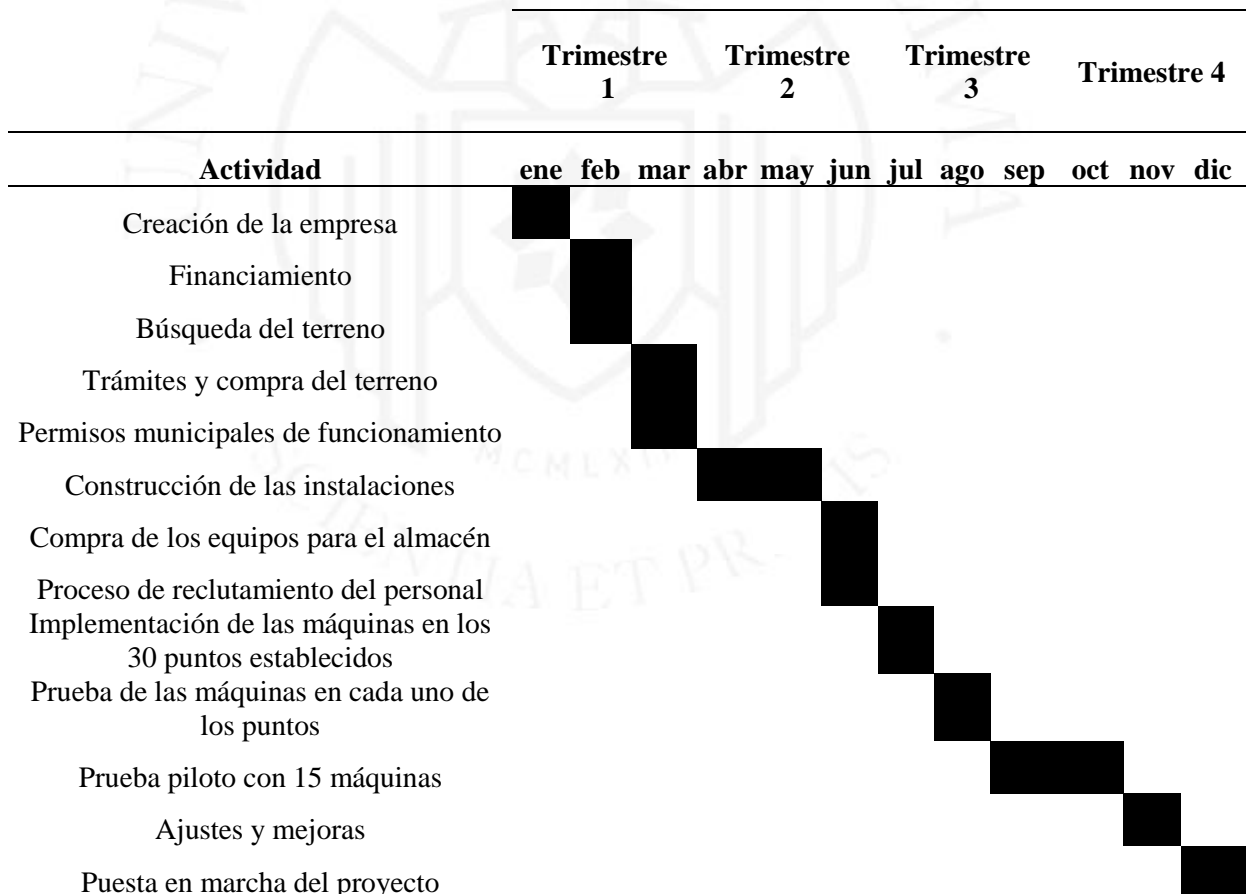 Trimestre 1 Trimestre 2 Trimestre 3 Trimestre 4
Actividad ene feb mar abr may jun jul ago sep oct nov dic
Creación de la empresa
Financiamiento
Búsqueda del terreno
Trámites y compra del terreno
Permisos municipales de funcionamiento
Construcción de las instalaciones
Compra de los equipos para el almacén
Proceso de reclutamiento del personal
Implementación de las máquinas en los
30 puntos establecidos
Prueba de las máquinas en cada uno de
los puntos
Prueba piloto con 15 máquinas
Ajustes y mejoras
Puesta en marcha del proyecto